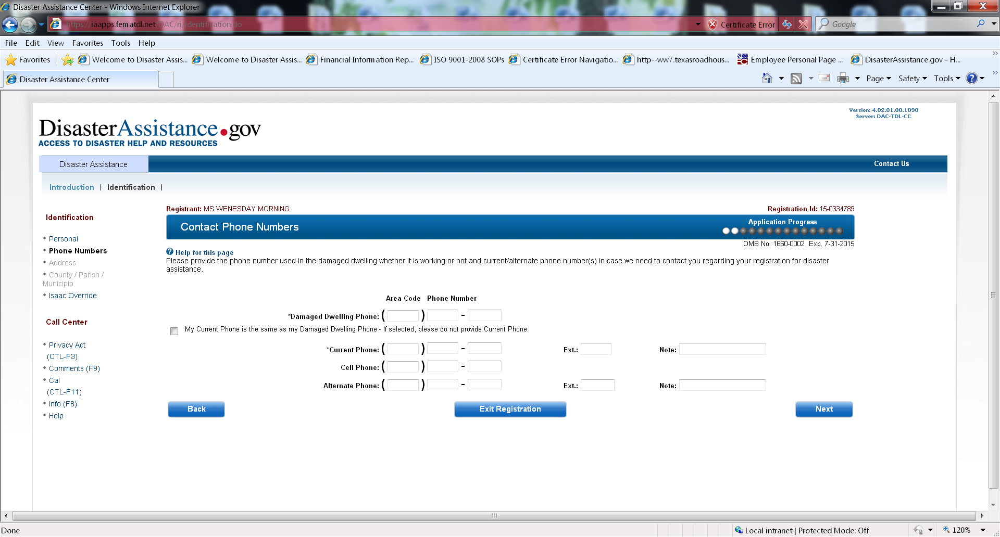 Disaster Assistance Center - Windows Internet Explorer
https://iaapps.fematdl.net/DAC/ri/identification.do
Certificate Error
Google
File Edit View Favorites Tools Help
Favorites Welcome to Disaster Assis... Welcome to Disaster Assis... Financial Information Rep... ISO 9001-2008 SOPs Certificate Error Navigatio... http--ww7.texasroadhous... Employee Personal Page ... DisasterAssistance.gov - H...
Disaster Assistance Center
Page Safety Tools
Version: 4.02.01.00.1090
Server: DAC-TDL-CC
DisasterAssistance.gov
ACCESS TO DISASTER HELP AND RESOURCES
Disaster Assistance
Contact Us
Introduction | Identification |
Registrant: MS WENESDAY MORNING
Registration Id: 15-0334789
Identification
• Personal
• Phone Numbers
• Address
• County / Parish /
Municipio
• Isaac Override
Call Center
• Privacy Act
(CTL-F3)
• Comments (F9)
• Cal
(CTL-F11)
• Info (F8)
• Help
Contact Phone Numbers
Application Progress
OMB No. 1660-0002, Exp. 7-31-2015
? Help for this page
Please provide the phone number used in the damaged dwelling whether it is working or not and current/alternate phone number(s) in case we need to contact you regarding your registration for disaster
assistance.
Area Code Phone Number
*Damaged Dwelling Phone: ( ) -
My Current Phone is the same as my Damaged Dwelling Phone - If selected, please do not provide Current Phone.
*Current Phone: ( ) - Ext.: Note:
Cell Phone: ( ) -
Alternate Phone: ( ) - Ext.: Note:
Back
Exit Registration
Next
Done
Local intranet | Protected Mode: Off
120%